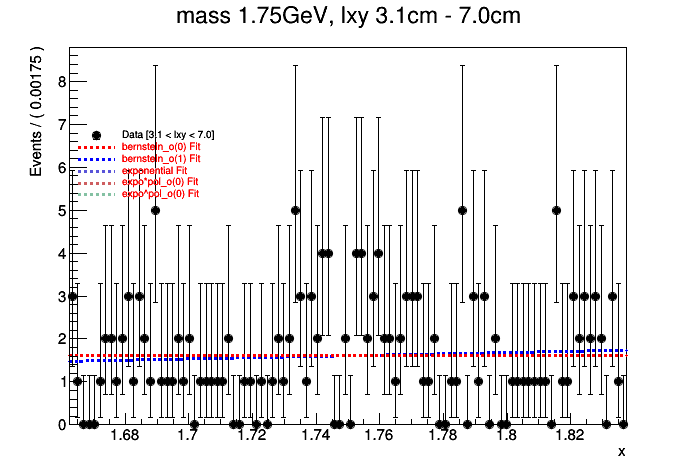 mass 1.75GeV, lxy 3.1cm - 7.0cm
Events / ( 0.00175 )
8
7
6
5
4
3
2
1
0
Data [3.1 < lxy < 7.0]
bernstein_o(0) Fit
bernstein_o(1) Fit
exponential Fit
expo*pol_o(0) Fit
expo^pol_o(0) Fit
1.68 1.7 1.72 1.74 1.76 1.78 1.8 1.82
x